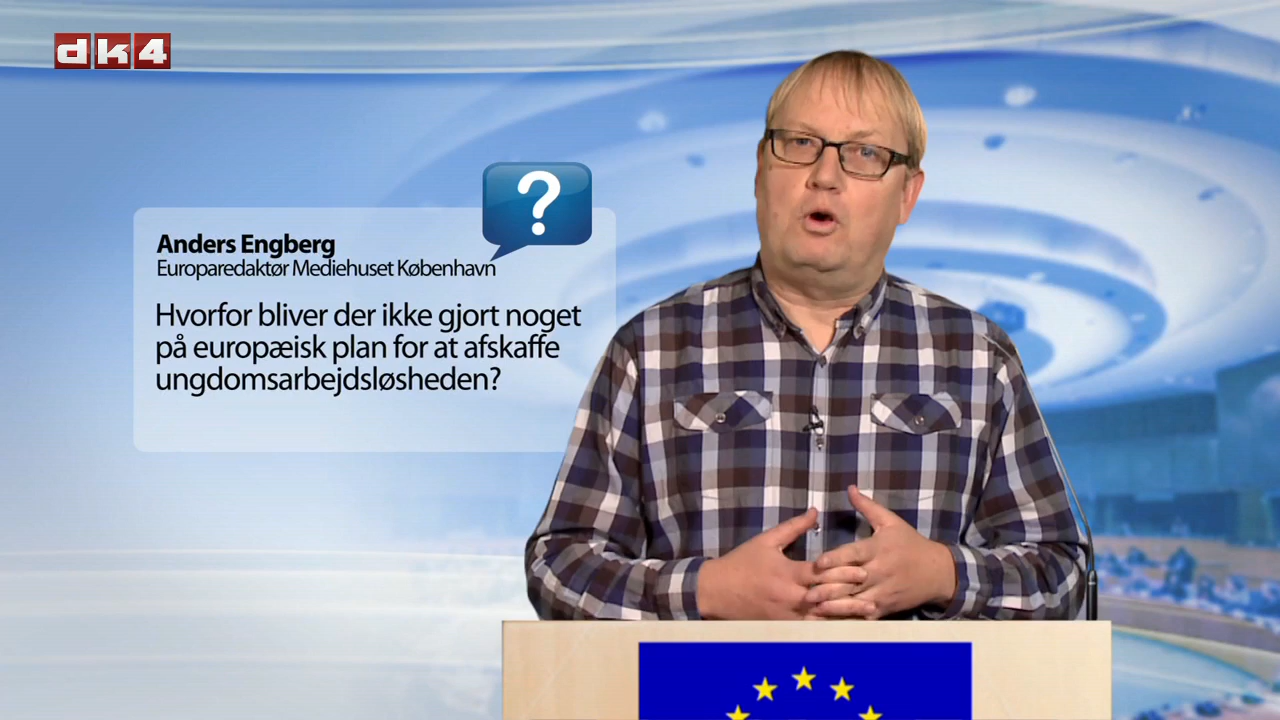 dk4
?
Anders Engberg
Europaredaktør Mediehuset København
Hvorfor bliver der ikke gjort noget
på europæisk plan for at afskaffe
ungdomsarbejdsløsheden?